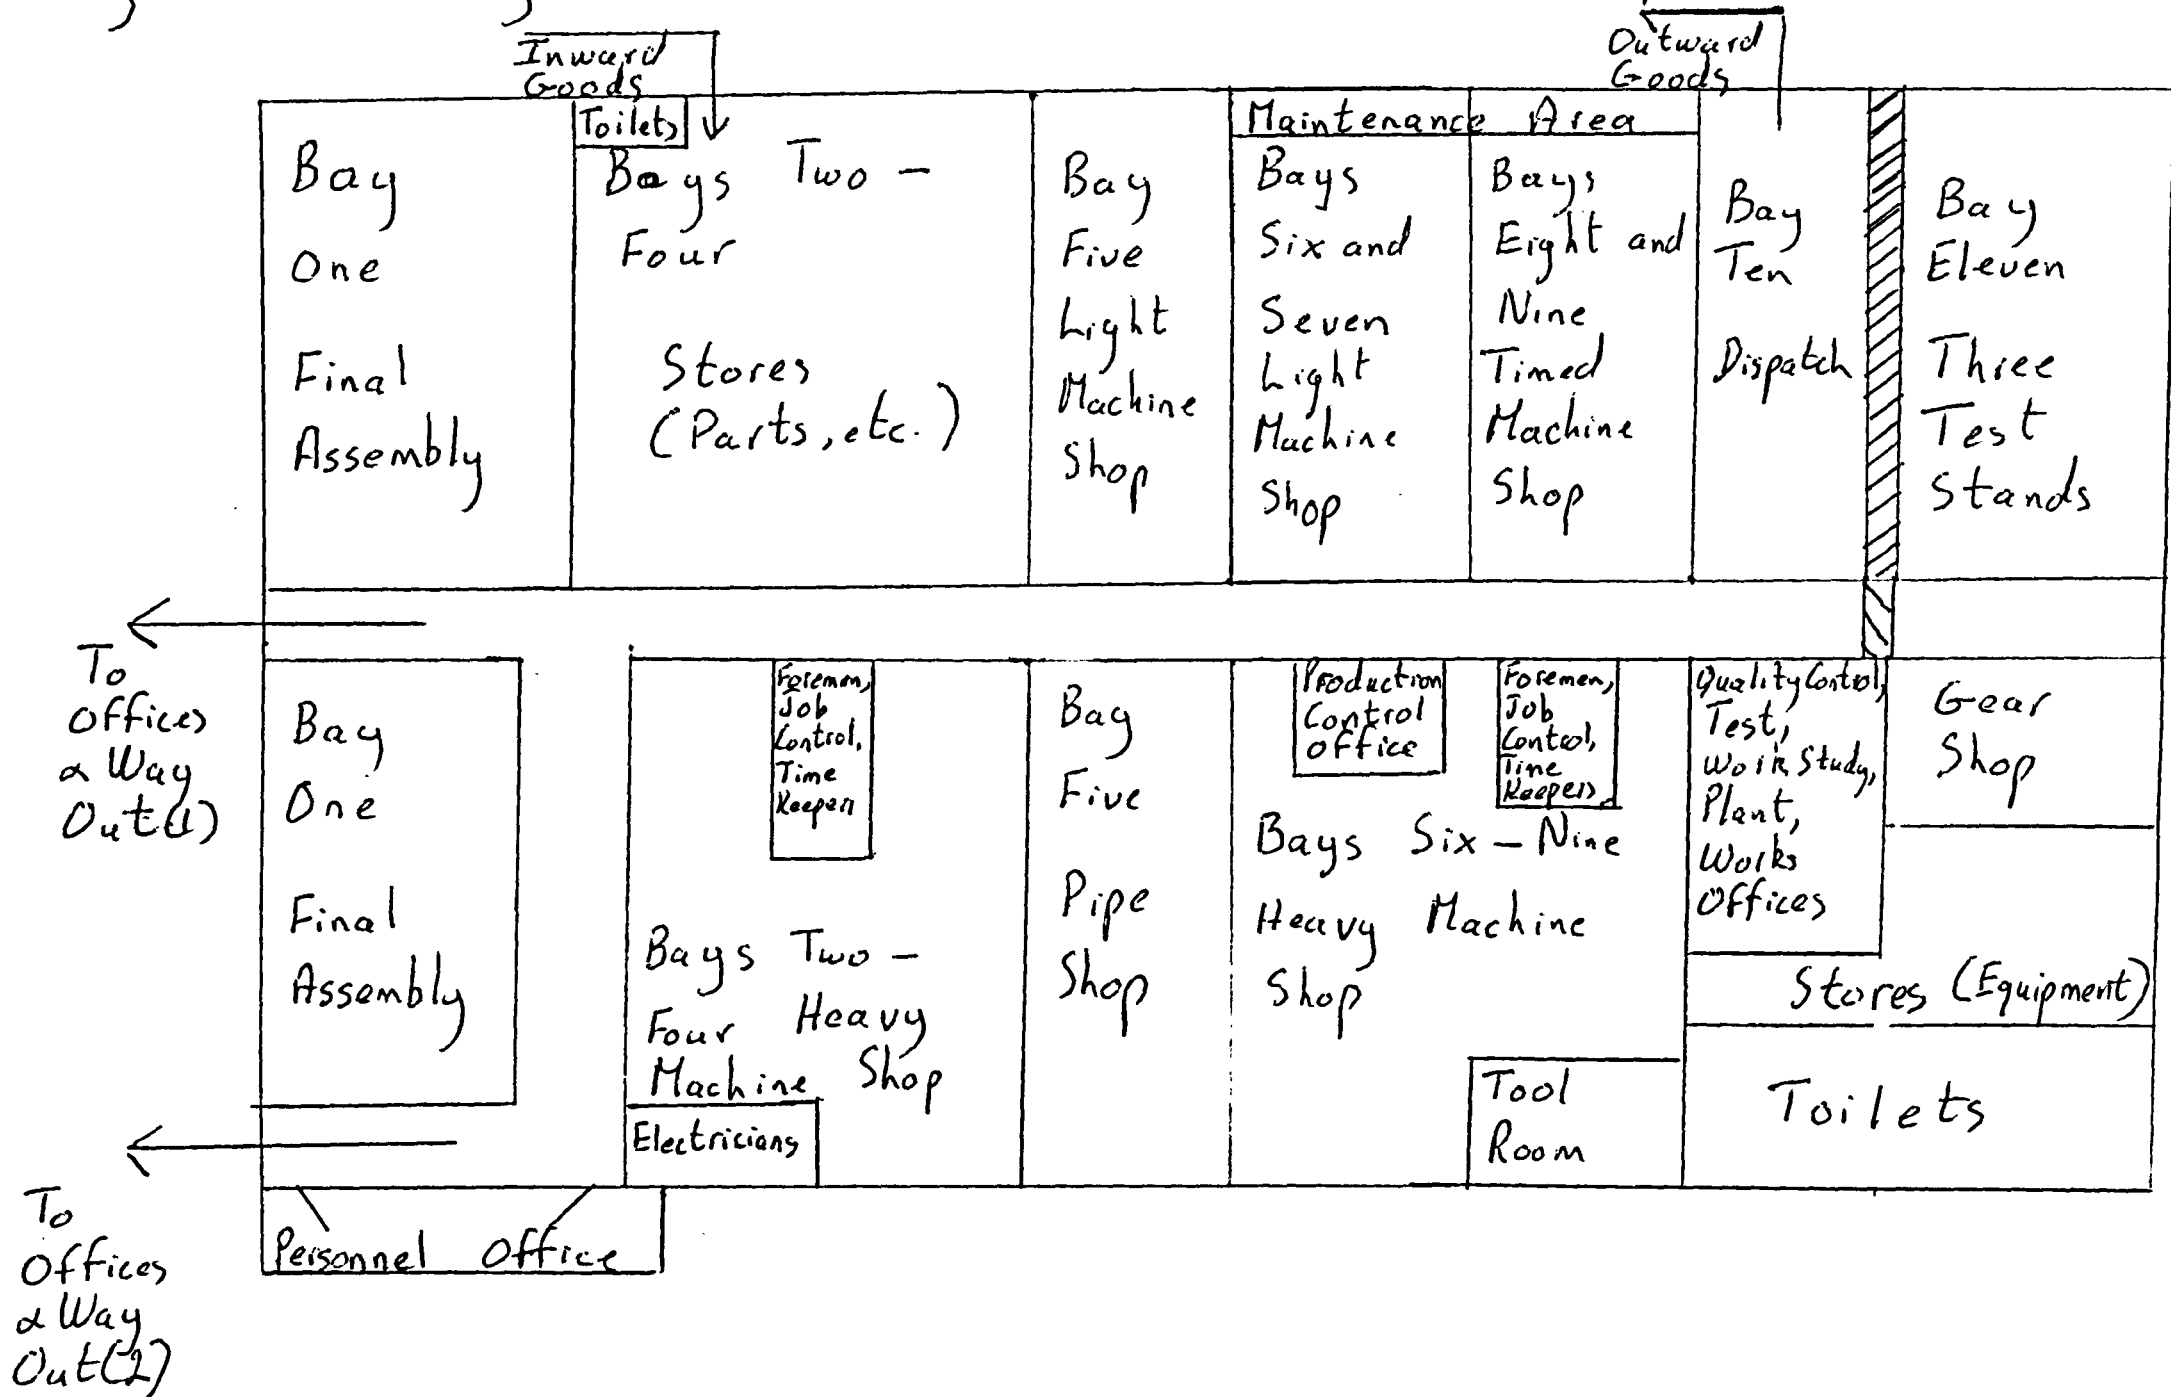 Inward
Goods
Outward
Goods
Toilets
Maintenance Area
Bay
One
Final
Assembly
Bays Two -
Four
Stores
(Parts, etc.)
Bay
Five
Light
Machine
Shop
Bays
Six and
Seven
Light
Machine
Shop
Bays
Eight and
Nine
Timed
Machine
Shop
Bay
Ten
Dispatch
Bay
Eleven
Three
Test
Stands
To
Offices
& Way
Out(1)
Bay
One
Final
Assembly
Foremen,
Job
Control,
Time
Keepers
Bays Two -
Four Heavy
Machine Shop
Electricians
Bay
Five
Pipe
Shop
Production
Control
Office
Foremen,
Job
Control,
Time
Keepers
Bays Six - Nine
Heavy Machine
Shop
Tool
Room
Quality Control,
Test,
Work Study,
Plant,
Works
Offices
Gear
Shop
Stores (Equipment)
Toilets
To
Offices
& Way
Out(2)
Personnel Office